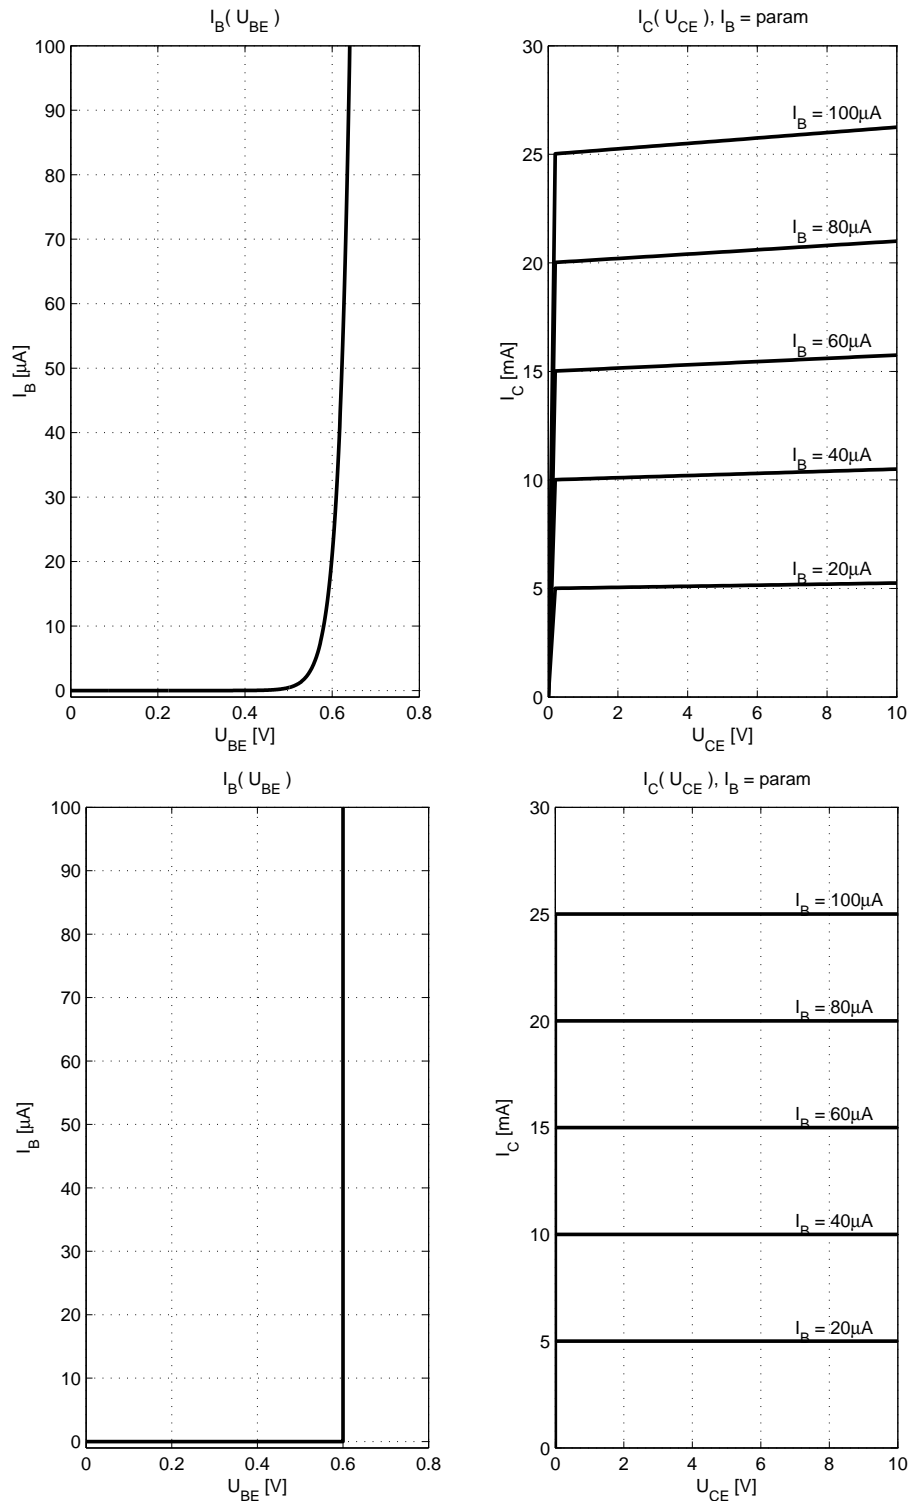 I_B( U_BE )
100
90
80
70
60
50
40
30
20
10
0
I_B [µA]
0 0.2 0.4 0.6 0.8
U_BE [V]
I_C( U_CE ), I_B = param
30
25
20
15
10
5
0
I_C [mA]
I_B = 100µA
I_B = 80µA
I_B = 60µA
I_B = 40µA
I_B = 20µA
0 2 4 6 8 10
U_CE [V]
I_B( U_BE )
100
90
80
70
60
50
40
30
20
10
0
I_B [µA]
0 0.2 0.4 0.6 0.8
U_BE [V]
I_C( U_CE ), I_B = param
30
25
20
15
10
5
0
I_C [mA]
I_B = 100µA
I_B = 80µA
I_B = 60µA
I_B = 40µA
I_B = 20µA
0 2 4 6 8 10
U_CE [V]